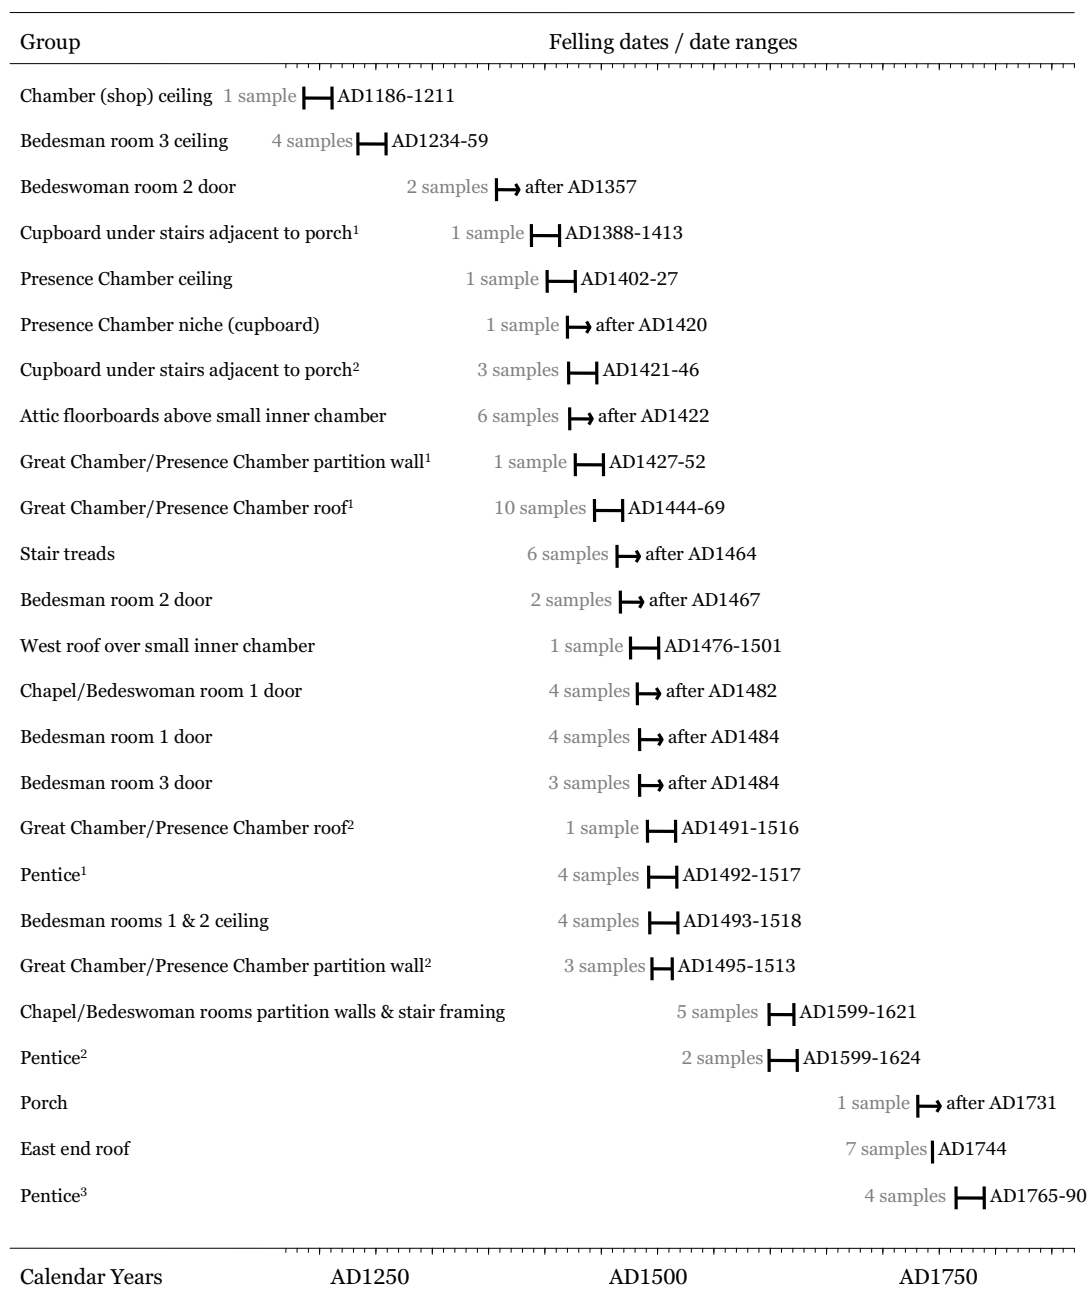 Group Felling dates / date ranges
Chamber (shop) ceiling 1 sample AD1186-1211
Bedesman room 3 ceiling 4 samples AD1234-59
Bedeswoman room 2 door 2 samples after AD1357
Cupboard under stairs adjacent to porch¹ 1 sample AD1388-1413
Presence Chamber ceiling 1 sample AD1402-27
Presence Chamber niche (cupboard) 1 sample after AD1420
Cupboard under stairs adjacent to porch² 3 samples AD1421-46
Attic floorboards above small inner chamber 6 samples after AD1422
Great Chamber/Presence Chamber partition wall¹ 1 sample AD1427-52
Great Chamber/Presence Chamber roof¹ 10 samples AD1444-69
Stair treads 6 samples after AD1464
Bedesman room 2 door 2 samples after AD1467
West roof over small inner chamber 1 sample AD1476-1501
Chapel/Bedeswoman room 1 door 4 samples after AD1482
Bedesman room 1 door 4 samples after AD1484
Bedesman room 3 door 3 samples after AD1484
Great Chamber/Presence Chamber roof² 1 sample AD1491-1516
Pentice¹ 4 samples AD1492-1517
Bedesman rooms 1 & 2 ceiling 4 samples AD1493-1518
Great Chamber/Presence Chamber partition wall² 3 samples AD1495-1513
Chapel/Bedeswoman rooms partition walls & stair framing 5 samples AD1599-1621
Pentice² 2 samples AD1599-1624
Porch 1 sample after AD1731
East end roof 7 samples AD1744
Pentice³ 4 samples AD1765-90
Calendar Years AD1250 AD1500 AD1750